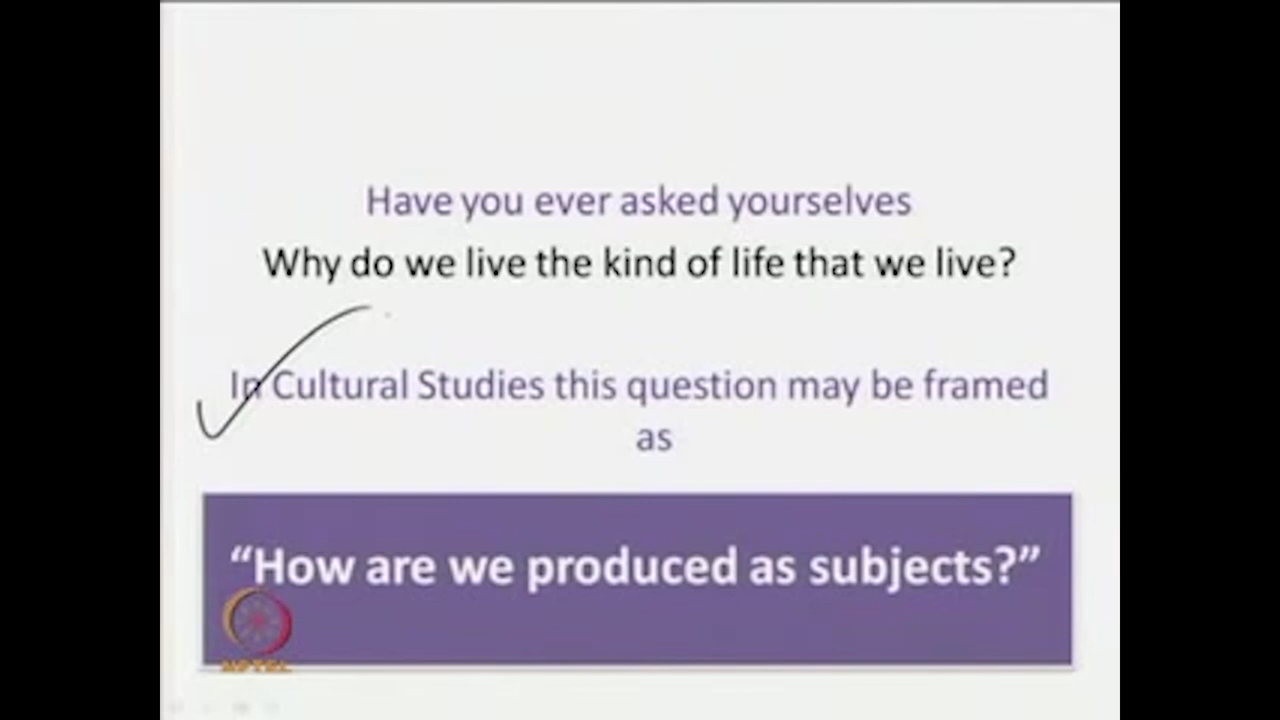 Have you ever asked yourselves
Why do we live the kind of life that we live?
In Cultural Studies this question may be framed
as
“How are we produced as subjects?”
NPTEL